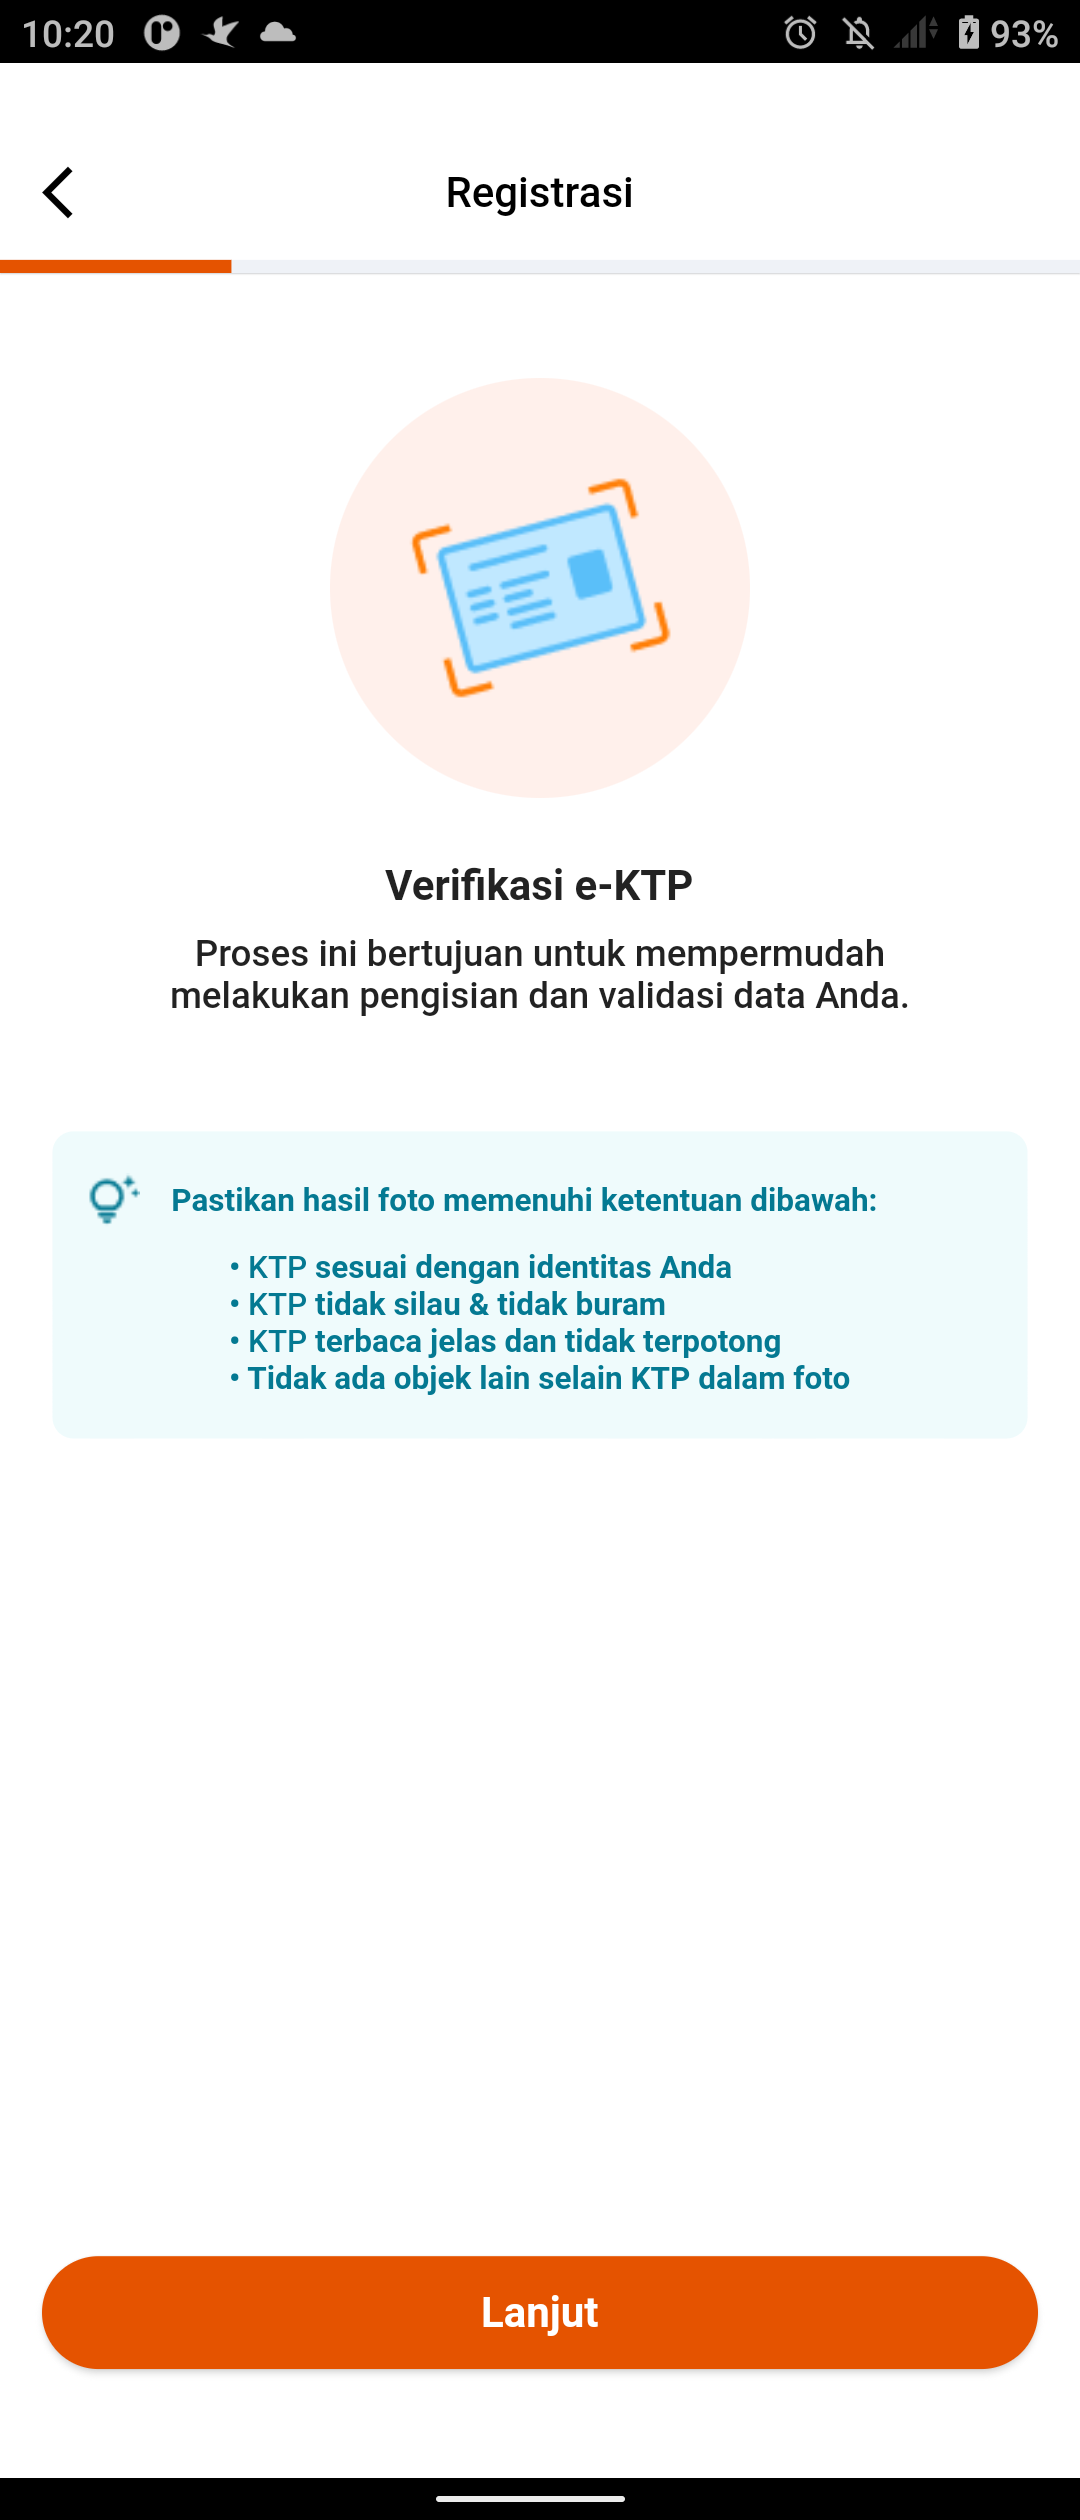 10:20
93%
Registrasi
Verifikasi e-KTP
Proses ini bertujuan untuk mempermudah
melakukan pengisian dan validasi data Anda.
Pastikan hasil foto memenuhi ketentuan dibawah:
• KTP sesuai dengan identitas Anda
• KTP tidak silau & tidak buram
• KTP terbaca jelas dan tidak terpotong
• Tidak ada objek lain selain KTP dalam foto
Lanjut